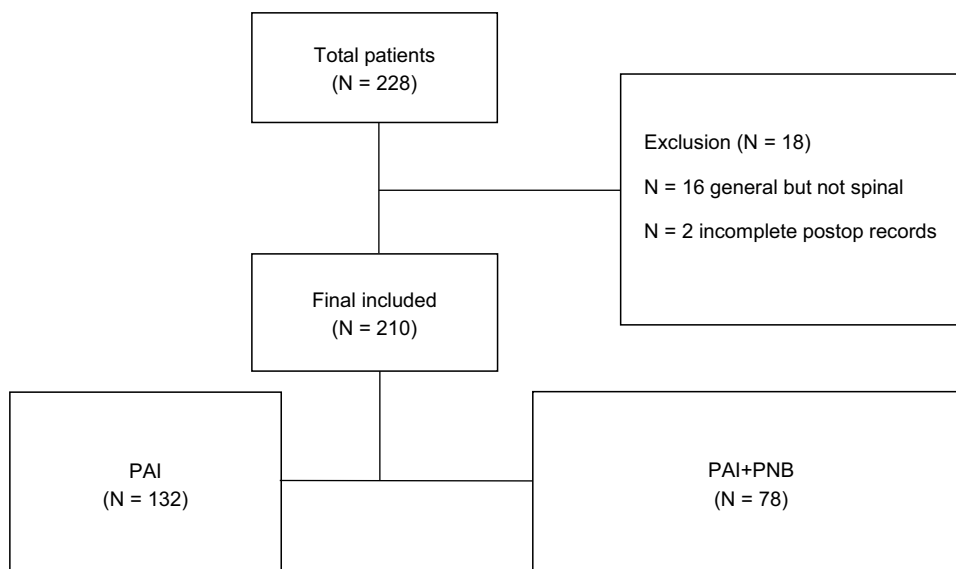 Total patients
(N = 228)
Exclusion (N = 18)
N = 16 general but not spinal
N = 2 incomplete postop records
Final included
(N = 210)
PAI
(N = 132)
PAI+PNB
(N = 78)